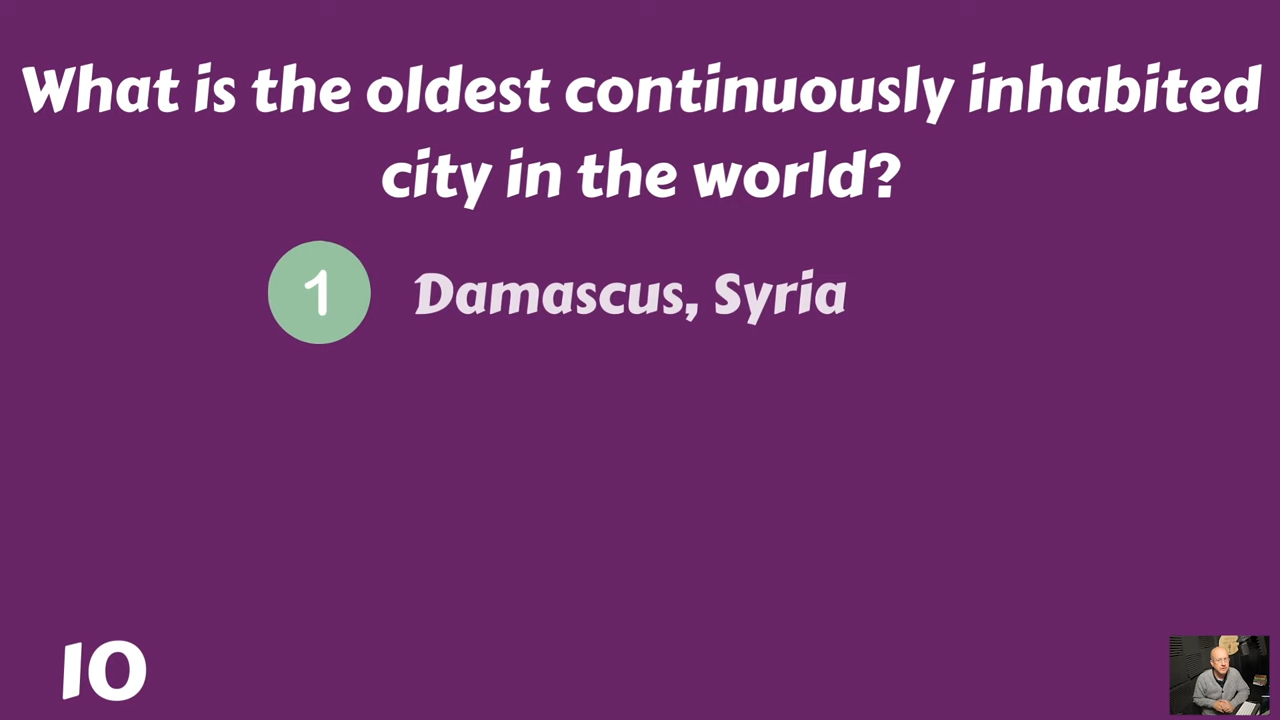 What is the oldest continuously inhabited
city in the world?
1 Damascus, Syria
10